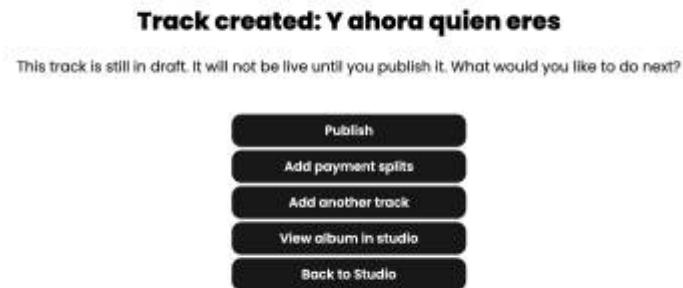 Track created: Y ahora quien eres
This track is still in draft. It will not be live until you publish it. What would you like to do next?
Publish
Add payment splits
Add another track
View album in studio
Back to Studio